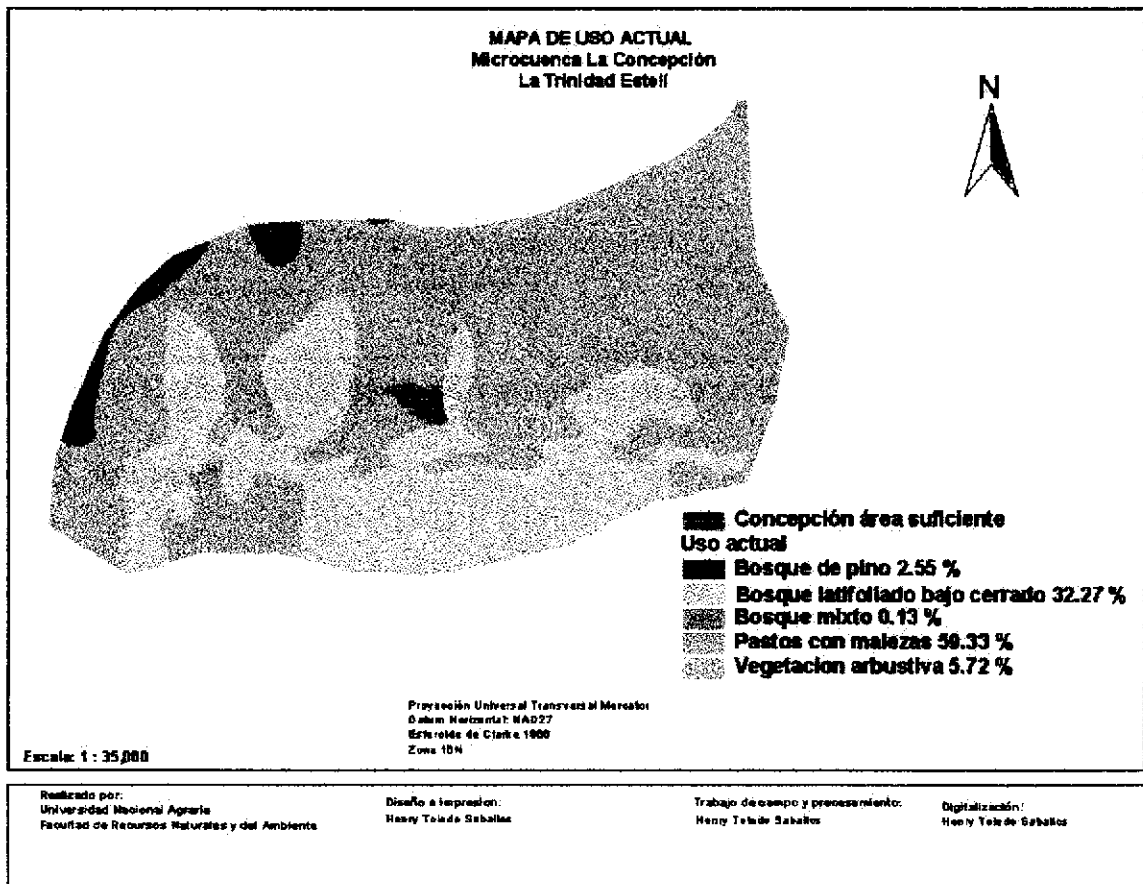 MAPA DE USO ACTUAL
Microcuenca La Concepción
La Trinidad Estelí
N
Concepción área suficiente
Uso actual
Bosque de pino 2.55 %
Bosque latifoliado bajo cerrado 32.27 %
Bosque mixto 0.13 %
Pastos con malezas 59.33 %
Vegetacion arbustiva 5.72 %
Proyección Universal Transversal Mercator
Datum Horizontal: NAD27
Esferoide de Clarke
Zona 16N
Escala: 1 : 35,000
Realizado por:
Universidad Nacional Agraria
Facultad de Recursos Naturales y del Ambiente
Diseño e impresion:
Henry Toledo Saballos
Trabajo de campo y procesamiento:
Henry Toledo Saballos
Digitalización:
Henry Toledo Saballos